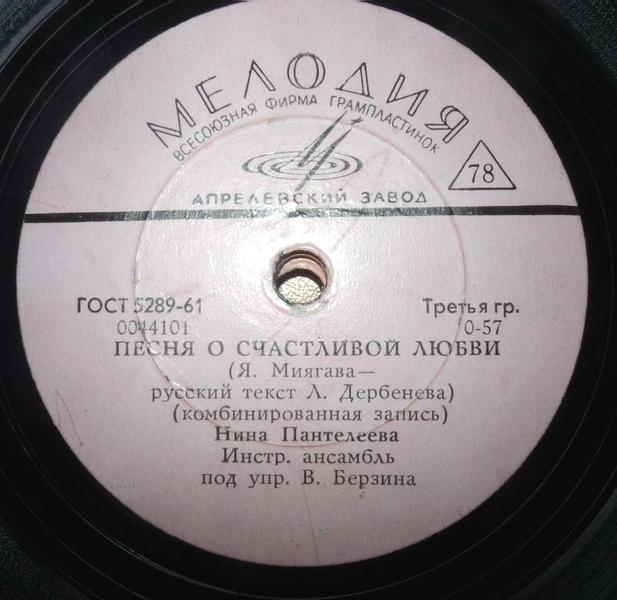 МЕЛОДИЯ
ВСЕСОЮЗНАЯ ФИРМА ГРАМПЛАСТИНОК
78
АПРЕЛЕВСКИЙ ЗАВОД
ГОСТ 5289-61 Третья гр.
0044101 0-57
ПЕСНЯ О СЧАСТЛИВОЙ ЛЮБВИ
(Я. Миягава—
русский текст Л. Дербенева)
(комбинированная запись)
Нина Пантелеева
Инстр. ансамбль
под упр. В. Берзина